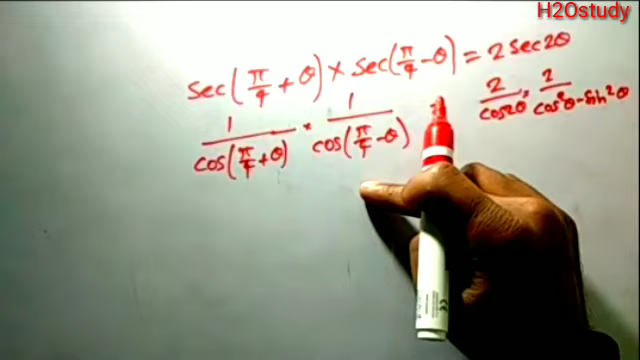 H2Ostudy
sec(π/4 + θ) × sec(π/4 - θ) = 2 sec2θ
1/cos(π/4 + θ) × 1/cos(π/4 - θ) 2/cos2θ = 2/cos²θ - sin²θ